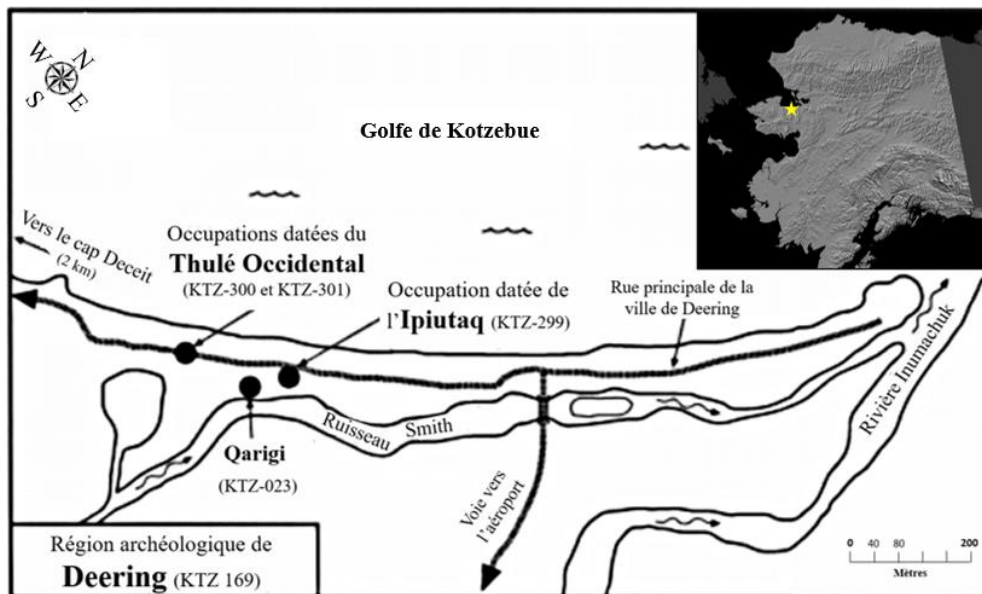 N
W
E
S
Golfe de Kotzebue
Vers le cap Deceit
(2 km)
Occupations datées du
Thulé Occidental
(KTZ-300 et KTZ-301)
Occupation datée de
l'Ipiutaq (KTZ-299)
Rue principale de la
ville de Deering
Rivière Inumachuk
Ruisseau Smith
Qarigi
(KTZ-023)
Voie vers
l'aéroport
Région archéologique de
Deering (KTZ 169)
0 40 80 200
Mètres